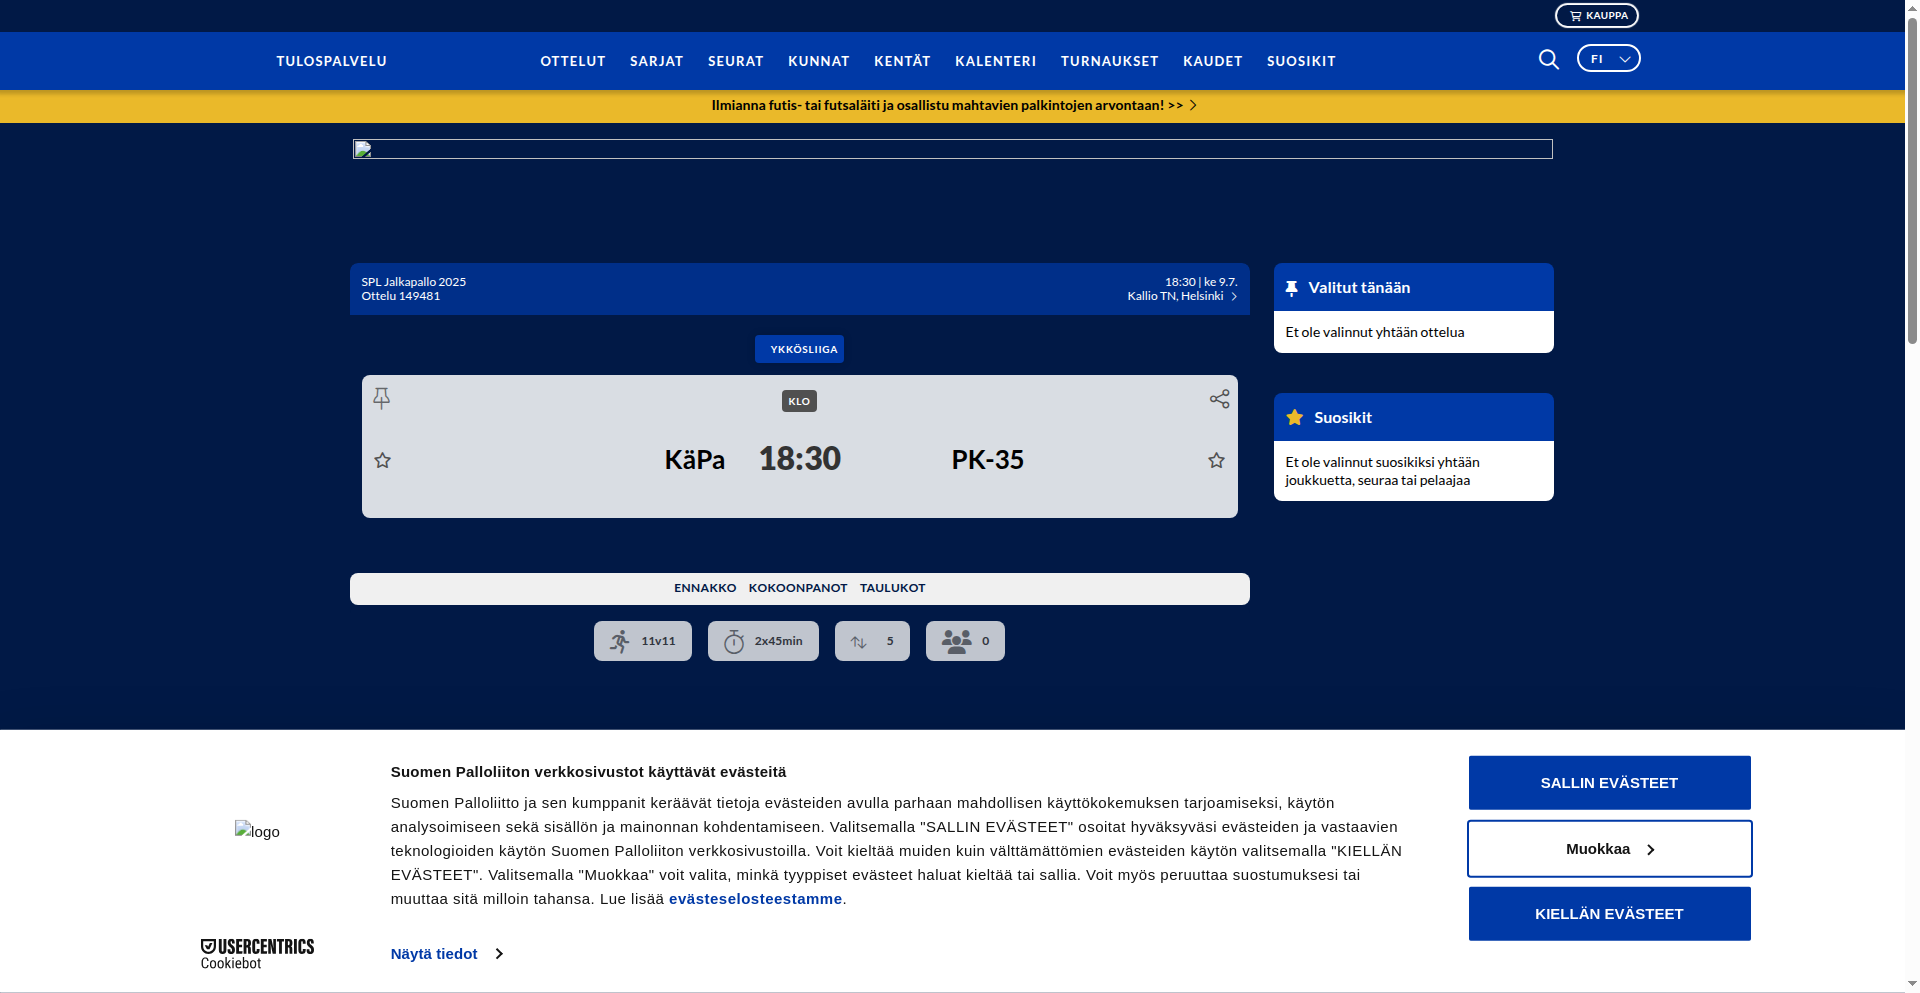 KAUPPA
TULOSPALVELU
OTTELUT SARJAT SEURAT KUNNAT KENTÄT KALENTERI TURNAUKSET KAUDET SUOSIKIT
FI
Ilmianna futis- tai futsaläiti ja osallistu mahtavien palkintojen arvontaan! >>
SPL Jalkapallo 2025
Ottelu 149481
18:30 | ke 9.7.
Kallio TN, Helsinki
YKKÖSLIIGA
KLO
KäPa 18:30 PK-35
ENNAKKO KOKOONPANOT TAULUKOT
11v11 2x45min 5 0
Valitut tänään
Et ole valinnut yhtään ottelua
Suosikit
Et ole valinnut suosikiksi yhtään
joukkuetta, seuraa tai pelaajaa
logo
USERCENTRICS
Cookiebot
Suomen Palloliiton verkkosivustot käyttävät evästeitä
Suomen Palloliitto ja sen kumppanit keräävät tietoja evästeiden avulla parhaan mahdollisen käyttökokemuksen tarjoamiseksi, käytön
analysoimiseen sekä sisällön ja mainonnan kohdentamiseen. Valitsemalla "SALLIN EVÄSTEET" osoitat hyväksyväsi evästeiden ja vastaavien
teknologioiden käytön Suomen Palloliiton verkkosivustoilla. Voit kieltää muiden kuin välttämättömien evästeiden käytön valitsemalla "KIELLÄN
EVÄSTEET". Valitsemalla "Muokkaa" voit valita, minkä tyyppiset evästeet haluat kieltää tai sallia. Voit myös peruuttaa suostumuksesi tai
muuttaa sitä milloin tahansa. Lue lisää evästeselosteestamme.
Näytä tiedot
SALLIN EVÄSTEET
Muokkaa
KIELLÄN EVÄSTEET